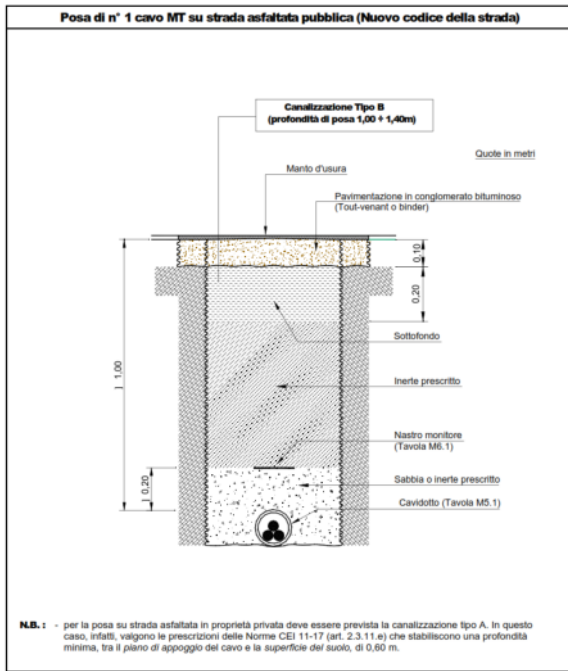 Posa di n° 1 cavo MT su strada asfaltata pubblica (Nuovo codice della strada)
Canalizzazione Tipo B
(profondità di posa 1,00 ÷ 1,40m)
Quote in metri
Manto d'usura
Pavimentazione in conglomerato bituminoso
(Tout-venant o binder)
0,10
0,20
Sottofondo
| 1,00
Inerte prescritto
Nastro monitore
(Tavola M6.1)
| 0,20
Sabbia o inerte prescritto
Cavidotto (Tavola M5.1)
N.B. : - per la posa su strada asfaltata in proprietà privata deve essere prevista la canalizzazione tipo A. In questo
caso, infatti, valgono le prescrizioni delle Norme CEI 11-17 (art. 2.3.11.e) che stabiliscono una profondità
minima, tra il piano di appoggio del cavo e la superficie del suolo, di 0,60 m.